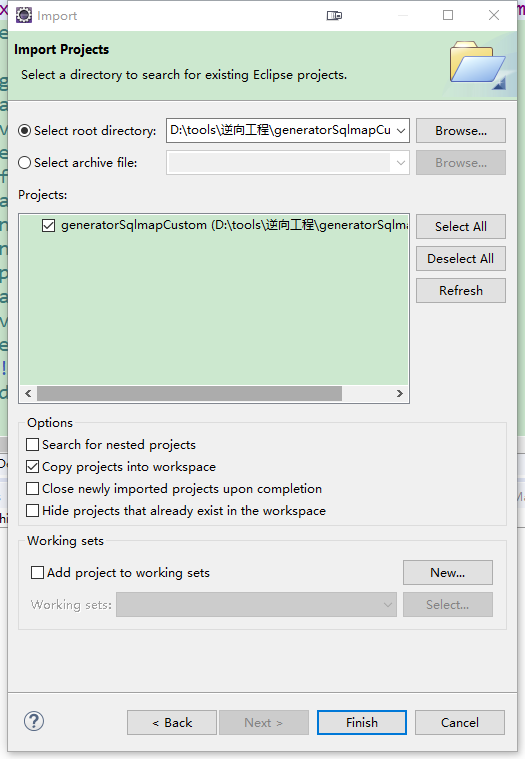 Import
Import Projects
Select a directory to search for existing Eclipse projects.
Select root directory: D:\tools\逆向工程\generatorSqlmapCu Browse...
Select archive file: Browse...
Projects:
generatorSqlmapCustom (D:\tools\逆向工程\generatorSqlma
Select All
Deselect All
Refresh
Options
Search for nested projects
Copy projects into workspace
Close newly imported projects upon completion
Hide projects that already exist in the workspace
Working sets
Add project to working sets New...
Working sets: Select...
? < Back Next > Finish Cancel